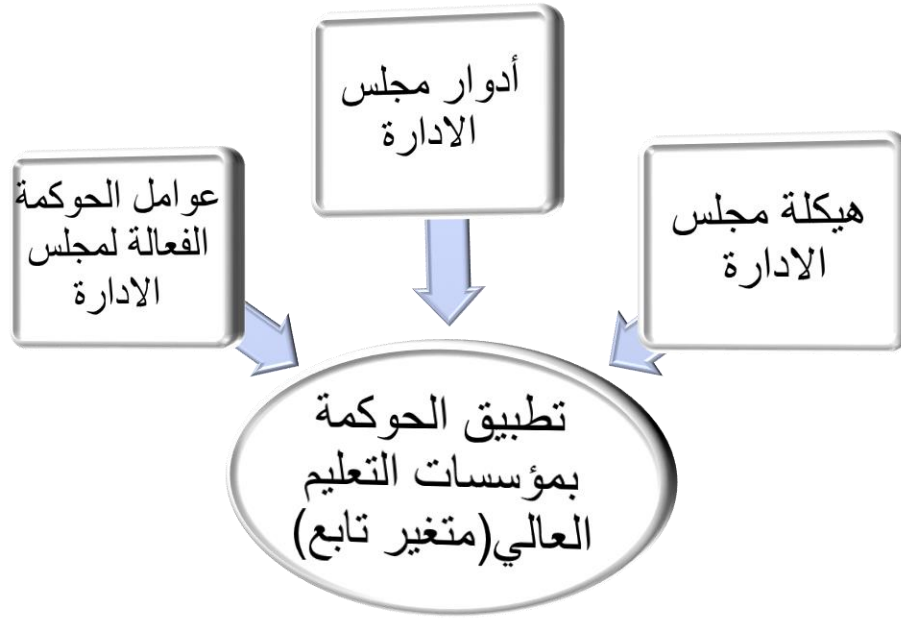 أدوار مجلس
الادارة
هيكلة مجلس
الادارة
عوامل الحوكمة
الفعالة لمجلس
الادارة
تطبيق الحوكمة
بمؤسسات التعليم
العالي(متغير تابع)